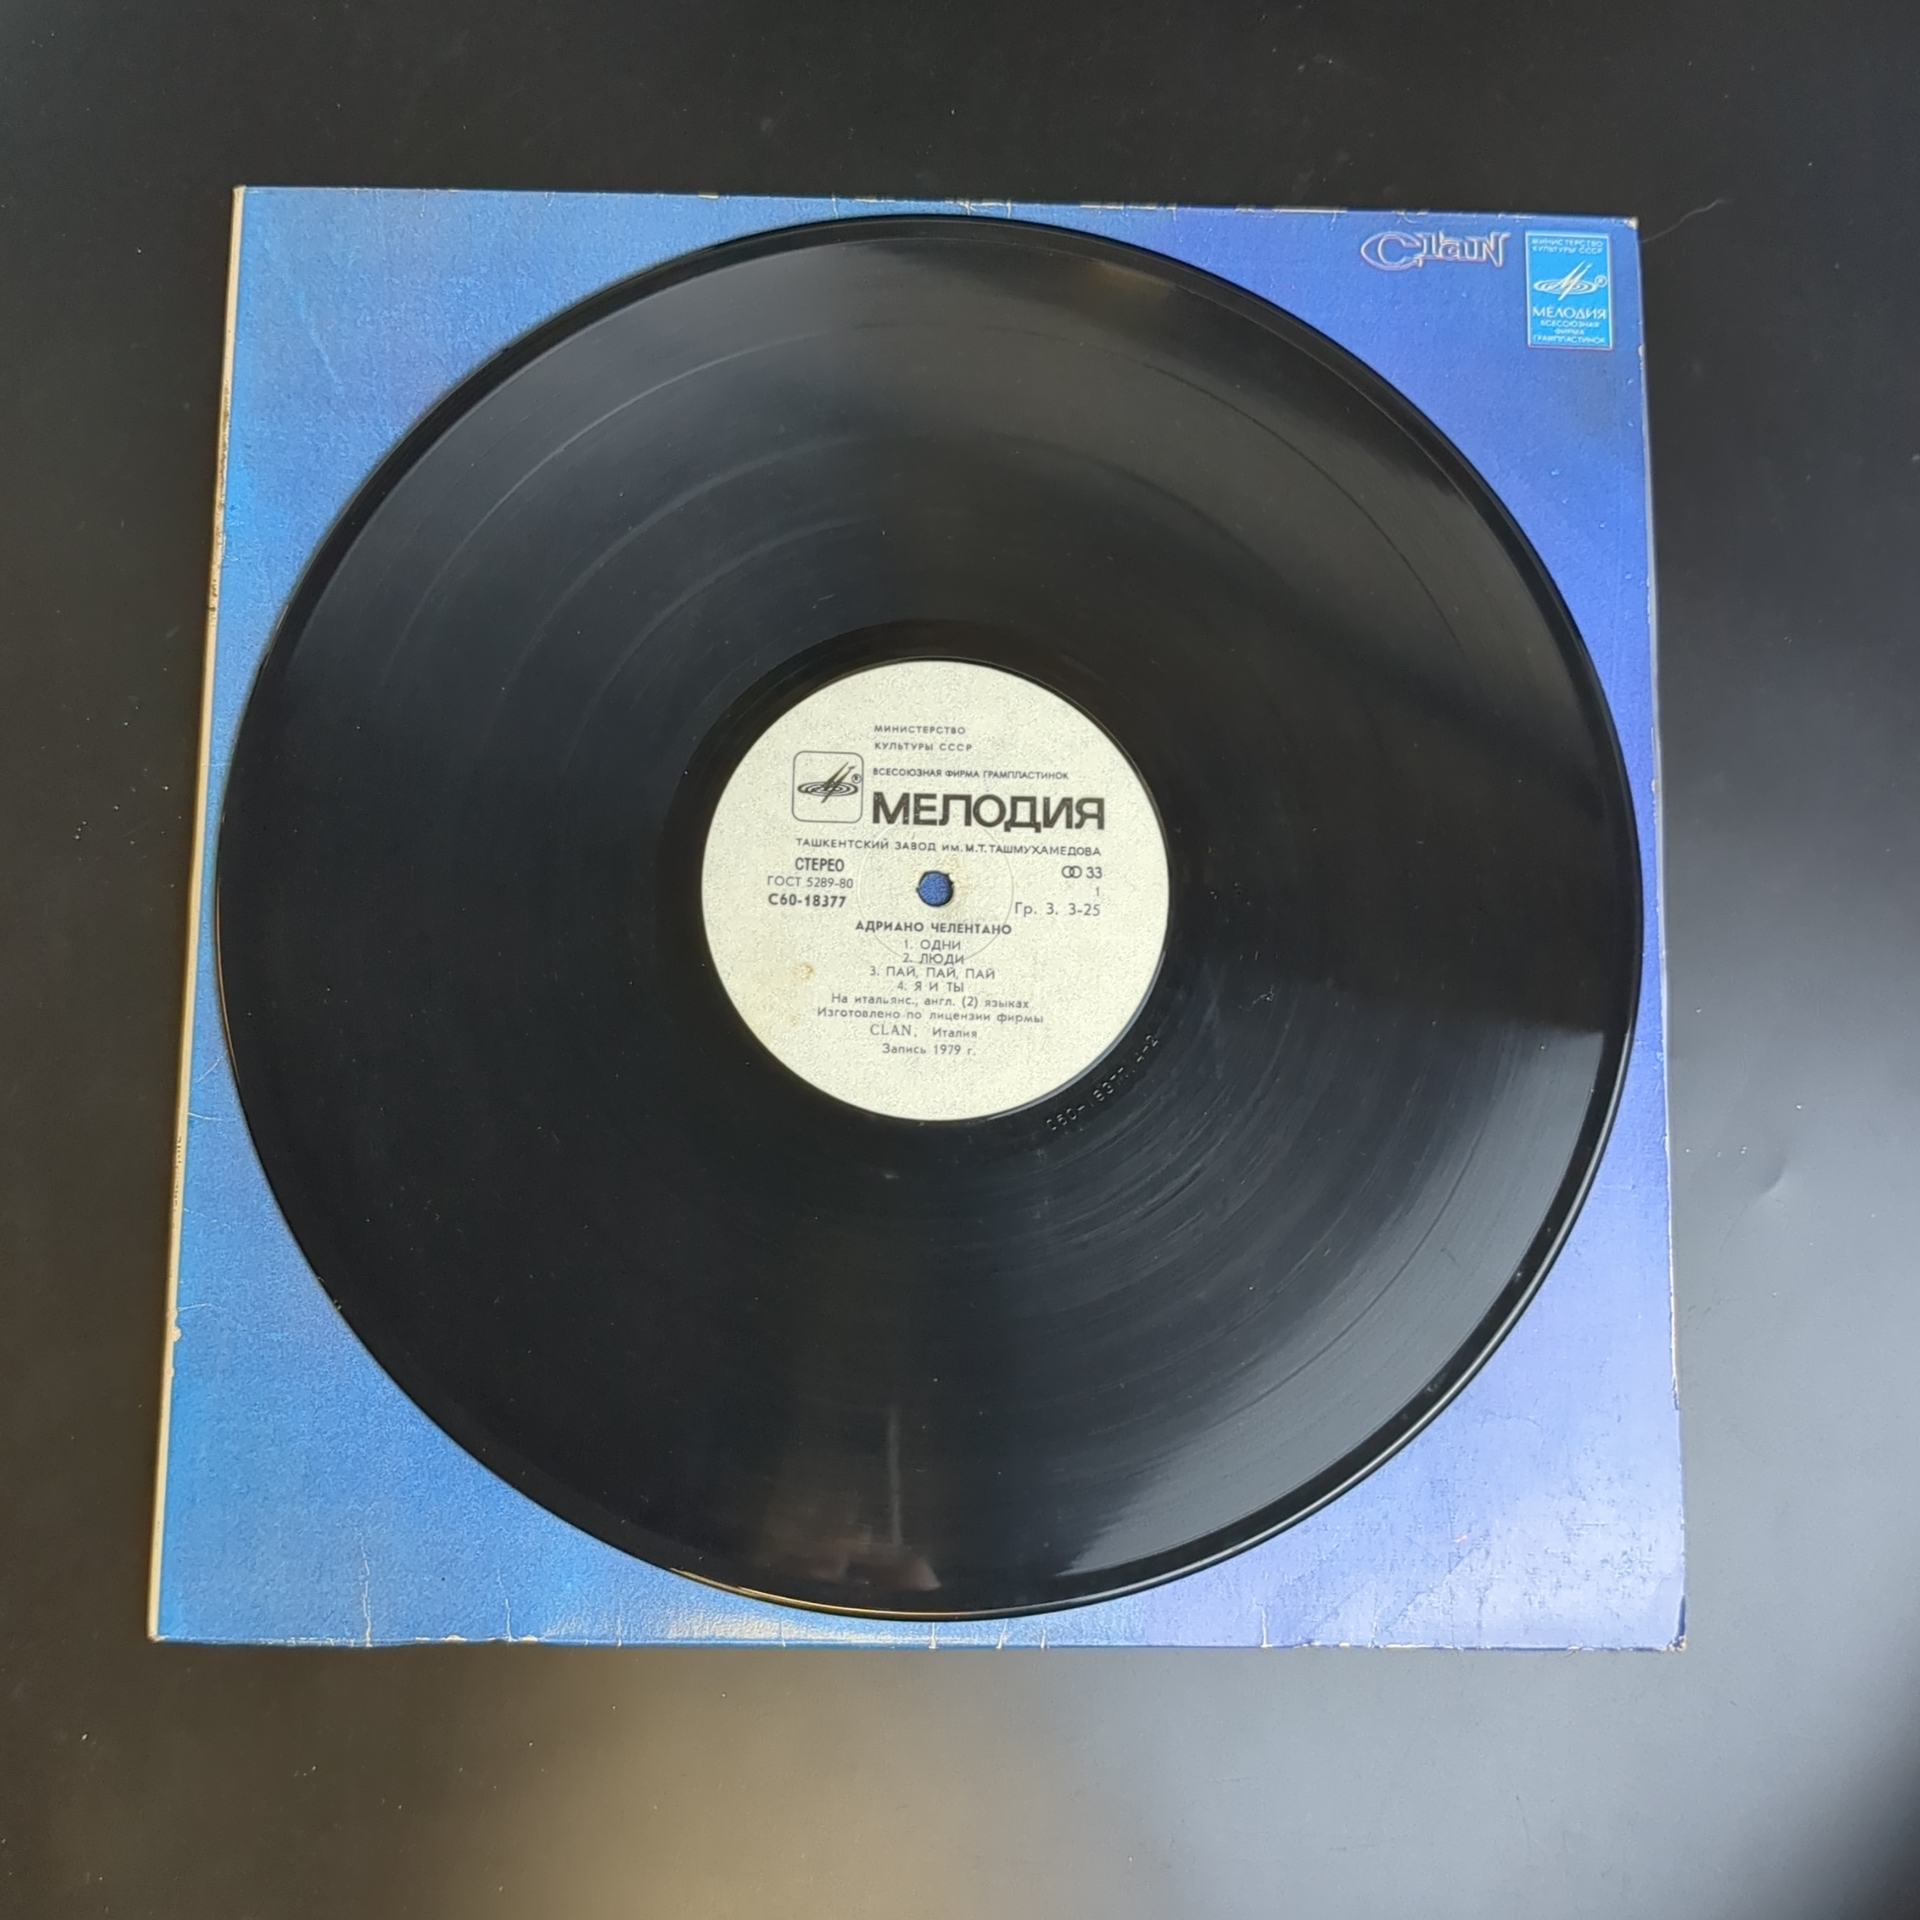 Clan
МИНИСТЕРСТВО
КУЛЬТУРЫ СССР
®
МЕЛОДИЯ
ВСЕСОЮЗНАЯ
ФИРМА
ГРАМПЛАСТИНОК
МИНИСТЕРСТВО
КУЛЬТУРЫ СССР
®
ВСЕСОЮЗНАЯ ФИРМА ГРАМПЛАСТИНОК
МЕЛОДИЯ
ТАШКЕНТСКИЙ ЗАВОД им. М.Т. ТАШМУХАМЕДОВА
СТЕРЕО
33
ГОСТ 5289-80
1
С60-18377
Гр. 3. 3-25
АДРИАНО ЧЕЛЕНТАНО
1. ОДНИ
2. ЛЮДИ
3. ПАЙ, ПАЙ, ПАЙ
4. Я И ТЫ
На итальянс., англ. (2) языках
Изготовлено по лицензии фирмы
CLAN, Италия
Запись 1979 г.